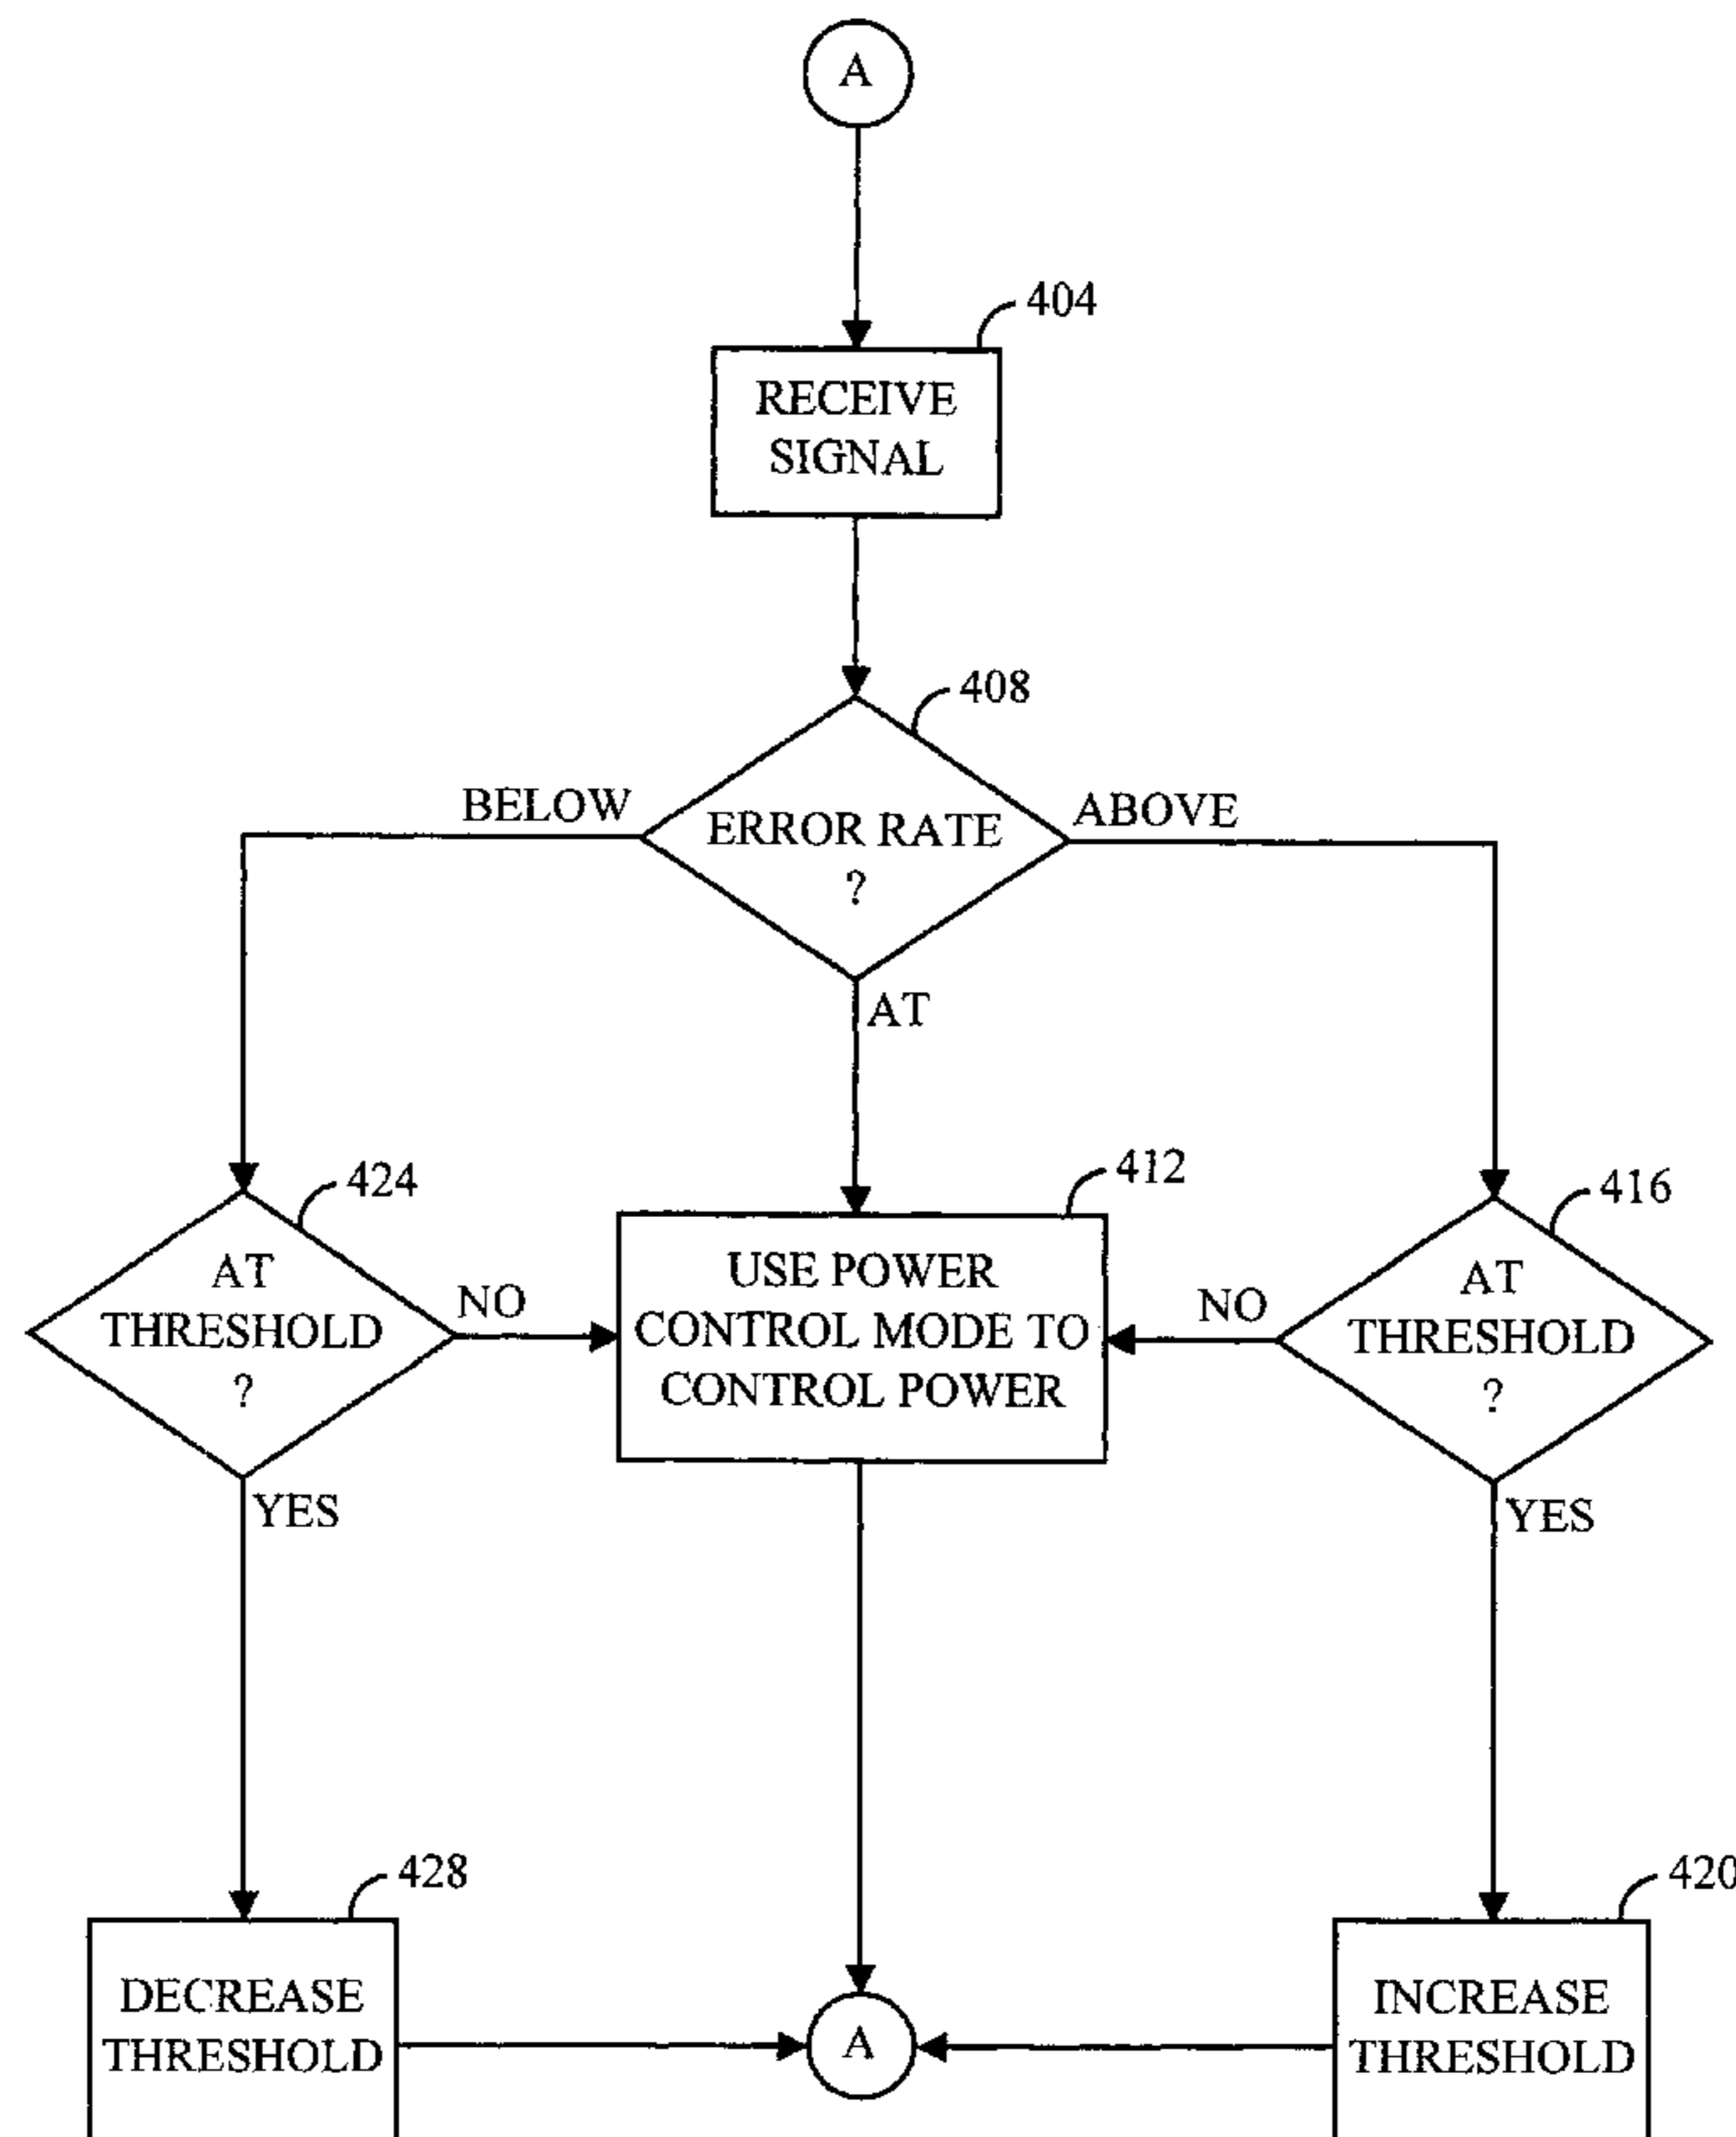 A
404
RECEIVE
SIGNAL
408
BELOW
ERROR RATE
?
ABOVE
AT
424
AT
THRESHOLD
?
NO
YES
412
USE POWER
CONTROL MODE TO
CONTROL POWER
416
AT
THRESHOLD
?
NO
YES
428
DECREASE
THRESHOLD
A
420
INCREASE
THRESHOLD